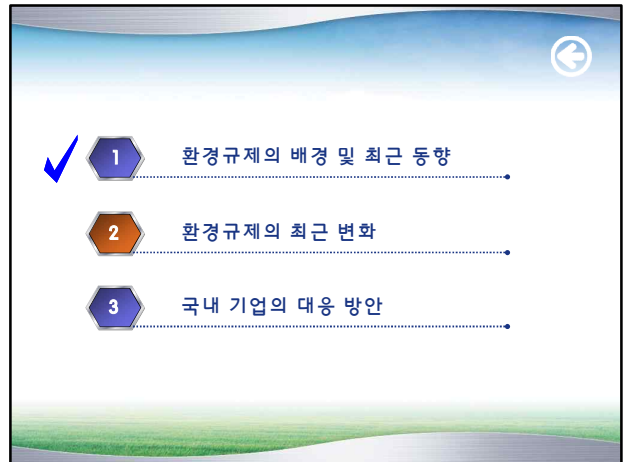 1 환경규제의 배경 및 최근 동향
2 환경규제의 최근 변화
3 국내 기업의 대응 방안